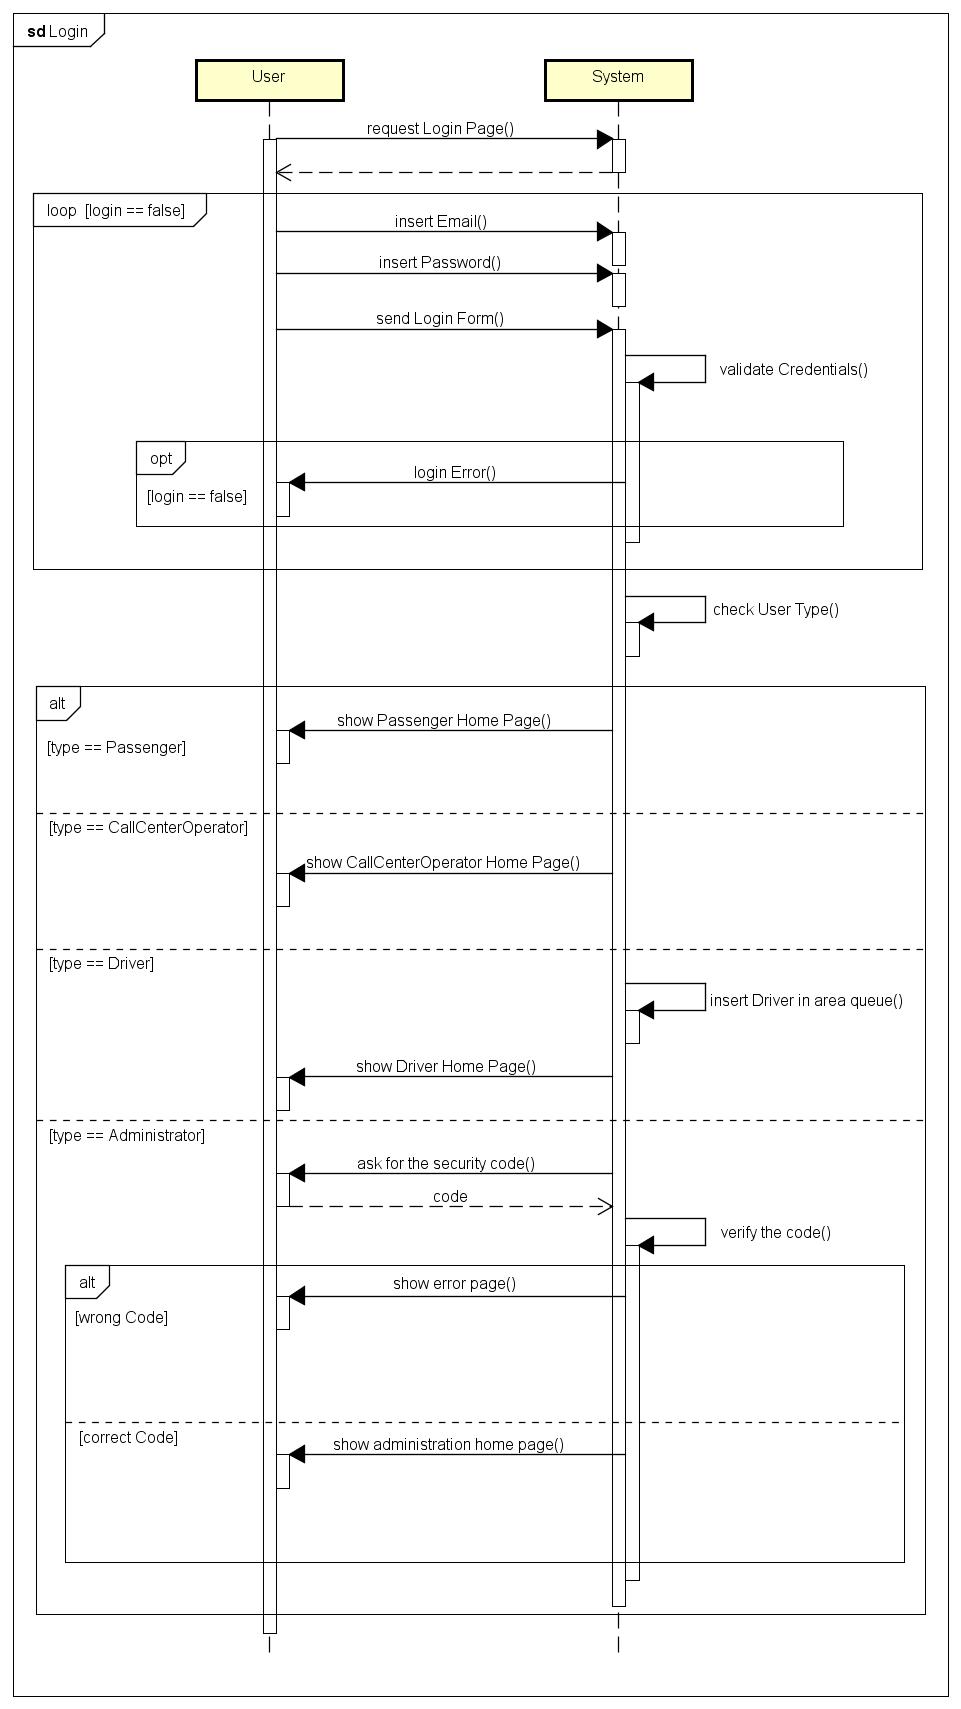 sd Login
User
System
request Login Page()
loop [login == false]
insert Email()
insert Password()
send Login Form()
validate Credentials()
opt
login Error()
[login == false]
check User Type()
alt
show Passenger Home Page()
[type == Passenger]
[type == CallCenterOperator]
show CallCenterOperator Home Page()
[type == Driver]
insert Driver in area queue()
show Driver Home Page()
[type == Administrator]
ask for the security code()
code
verify the code()
alt
show error page()
[wrong Code]
[correct Code]
show administration home page()